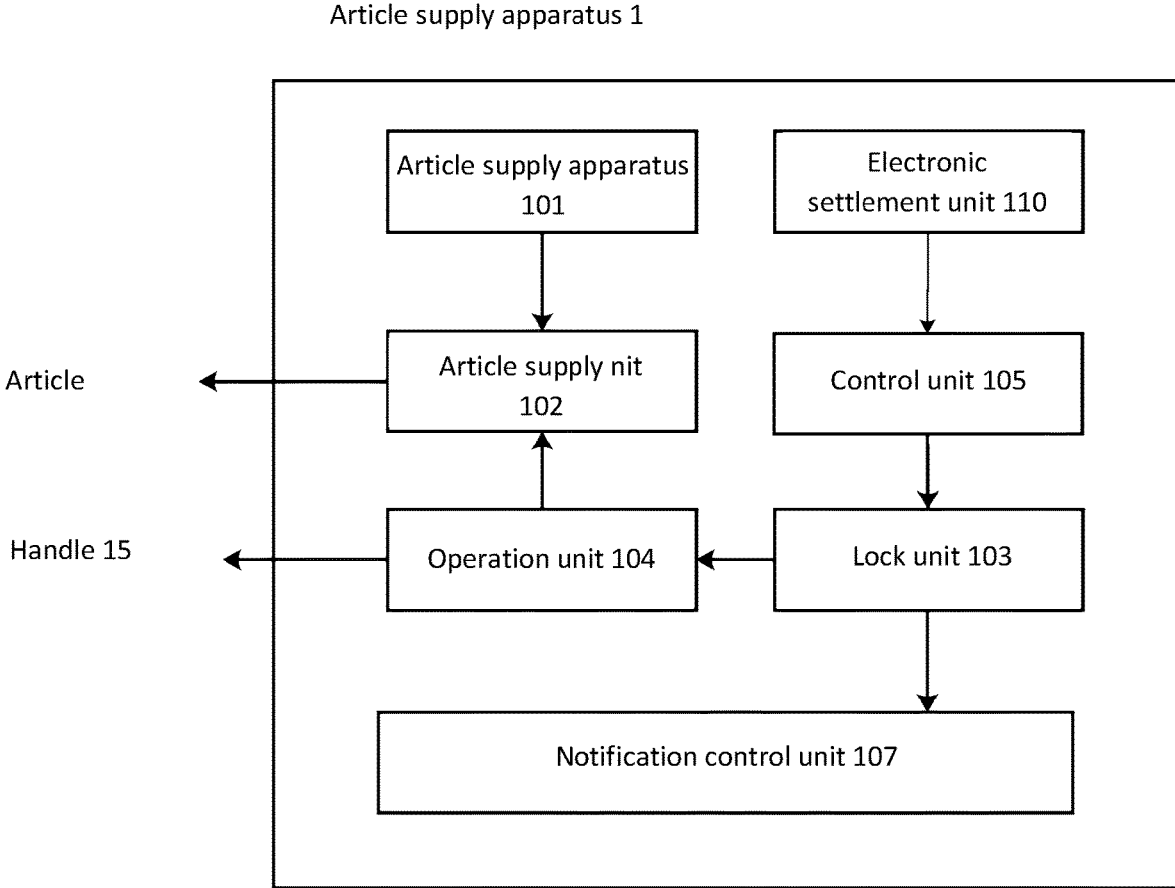 Article supply apparatus 1
Article supply apparatus
101
Electronic
settlement unit 110
Article
Article supply nit
102
Control unit 105
Handle 15
Operation unit 104
Lock unit 103
Notification control unit 107